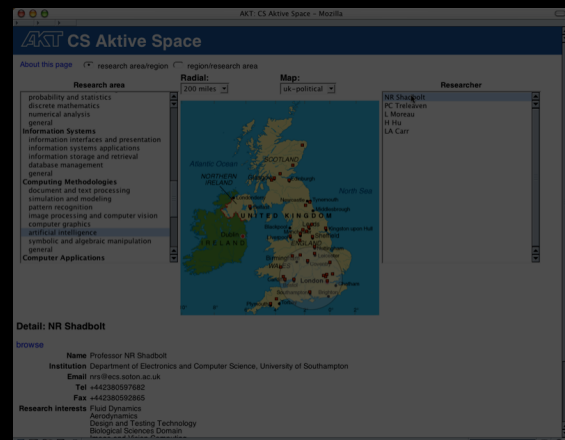 AKT: CS Aktive Space - Mozilla
AKT CS Aktive Space
About this page research area/region region/research area
Radial:
200 miles
Map:
uk-political
Research area
probability and statistics
discrete mathematics
numerical analysis
general
Information Systems
information interfaces and presentation
information systems applications
information storage and retrieval
database management
general
Computing Methodologies
document and text processing
simulation and modeling
pattern recognition
image processing and computer vision
computer graphics
artificial intelligence
symbolic and algebraic manipulation
general
Computer Applications
Atlantic Ocean
SCOTLAND
NORTHERN
IRELAND
North Sea
UNITED KINGDOM
Dublin
IRELAND
Leeds
ENGLAND
WALES
London
Plymouth
Researcher
NR Shadbolt
PC Treleaven
L Moreau
H Hu
LA Carr
Detail: NR Shadbolt
browse
Name Professor NR Shadbolt
Institution Department of Electronics and Computer Science, University of Southampton
Email nrs@ecs.soton.ac.uk
Tel +442380597682
Fax +442380592865
Research interests Fluid Dynamics
Aerodynamics
Design and Testing Technology
Biological Sciences Domain